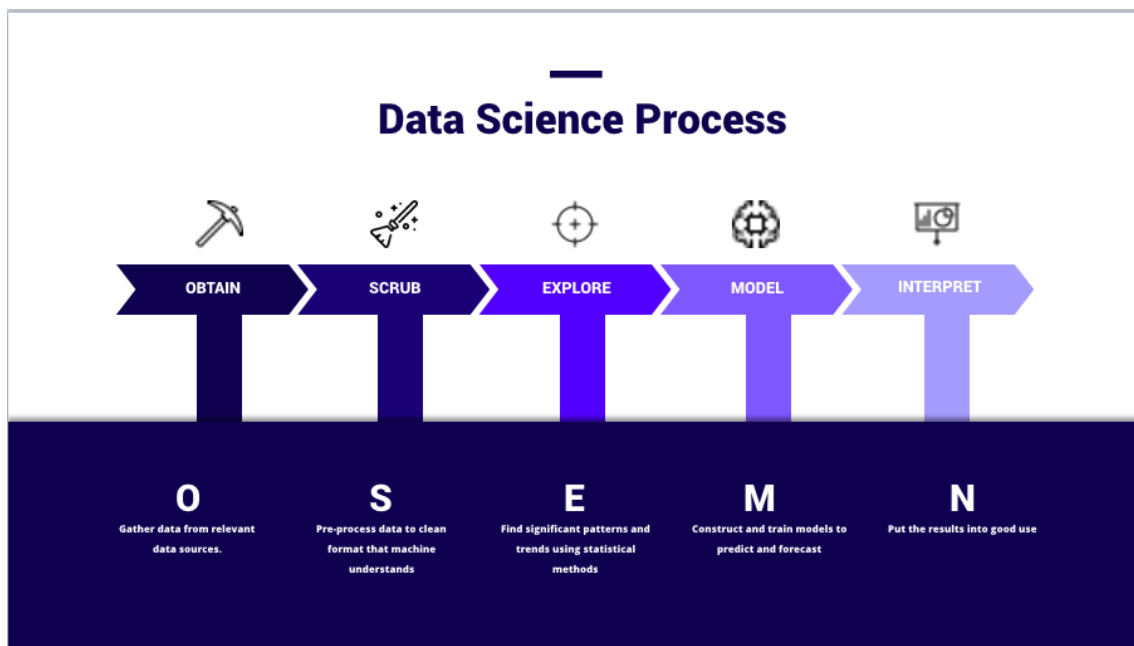 Data Science Process
OBTAIN
SCRUB
EXPLORE
MODEL
INTERPRET
O
Gather data from relevant
data sources.
S
Pre-process data to clean
format that machine
understands
E
Find significant patterns and
trends using statistical
methods
M
Construct and train models to
predict and forecast
N
Put the results into good use